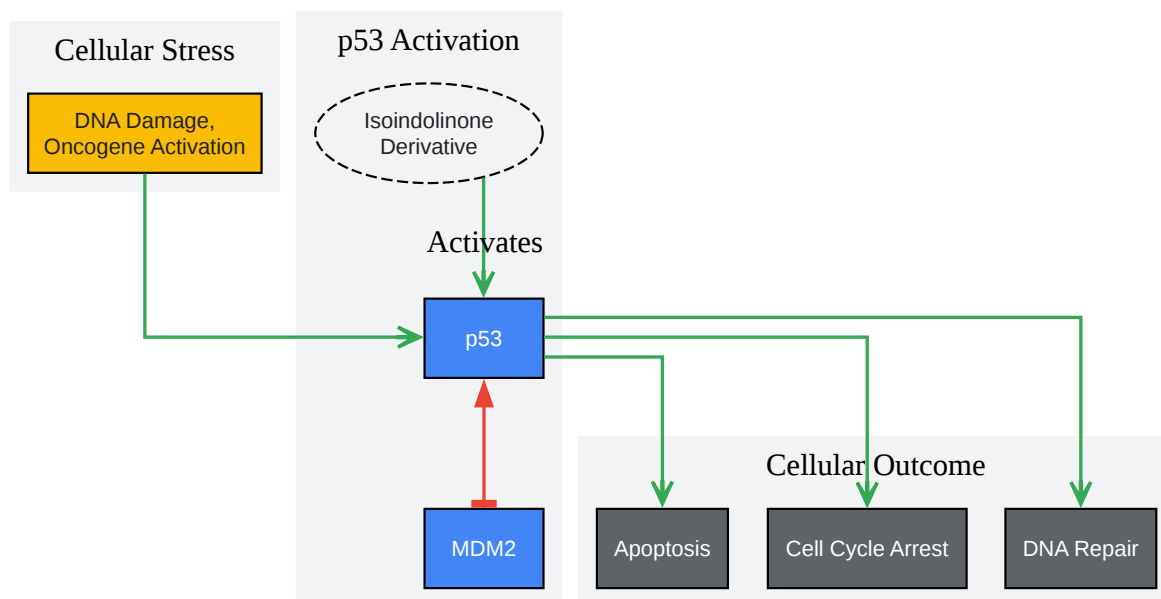 Cellular Stress
DNA Damage,
Oncogene Activation
p53 Activation
Isoindolinone
Derivative
Activates
p53
MDM2
Cellular Outcome
Apoptosis
Cell Cycle Arrest
DNA Repair